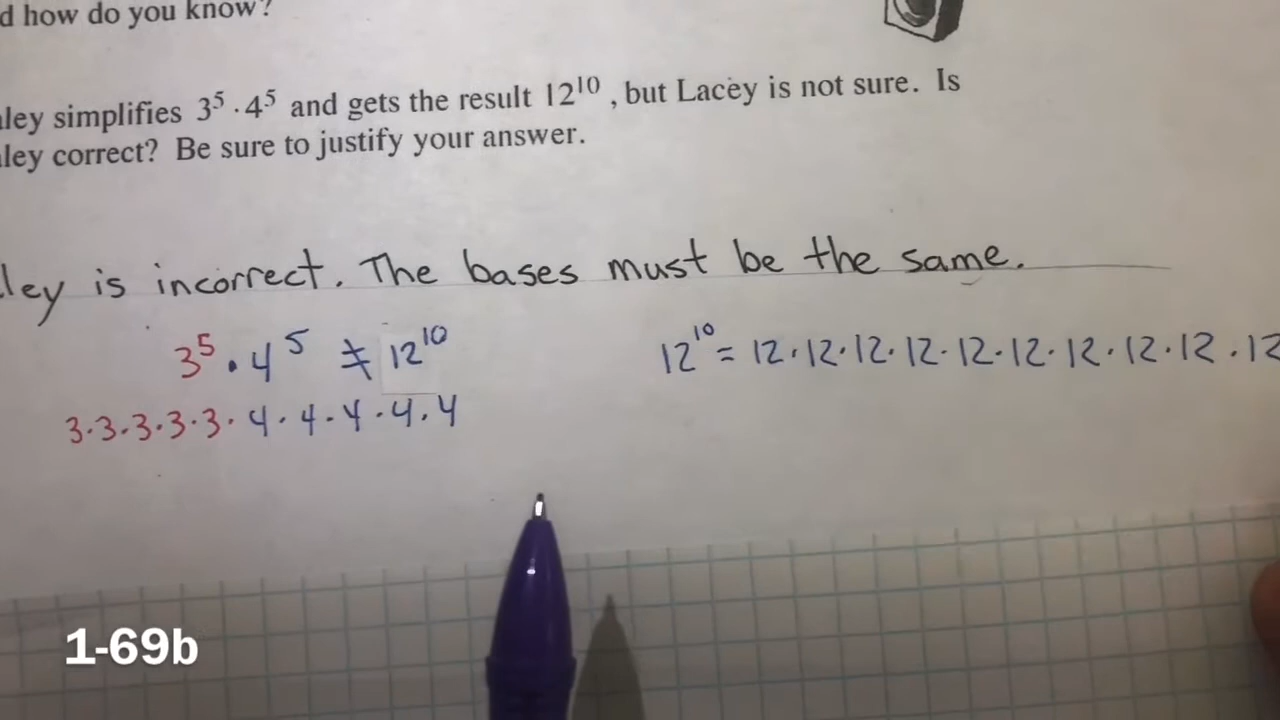 d how do you know?
ley simplifies 3⁵ · 4⁵ and gets the result 12¹⁰ , but Lacey is not sure. Is
ley correct? Be sure to justify your answer.
ley is incorrect. The bases must be the same.
3⁵ · 4⁵ ≠ 12¹⁰
12¹⁰ = 12·12·12·12·12·12·12·12·12·12
3·3·3·3·3·4·4·4·4·4
1-69b